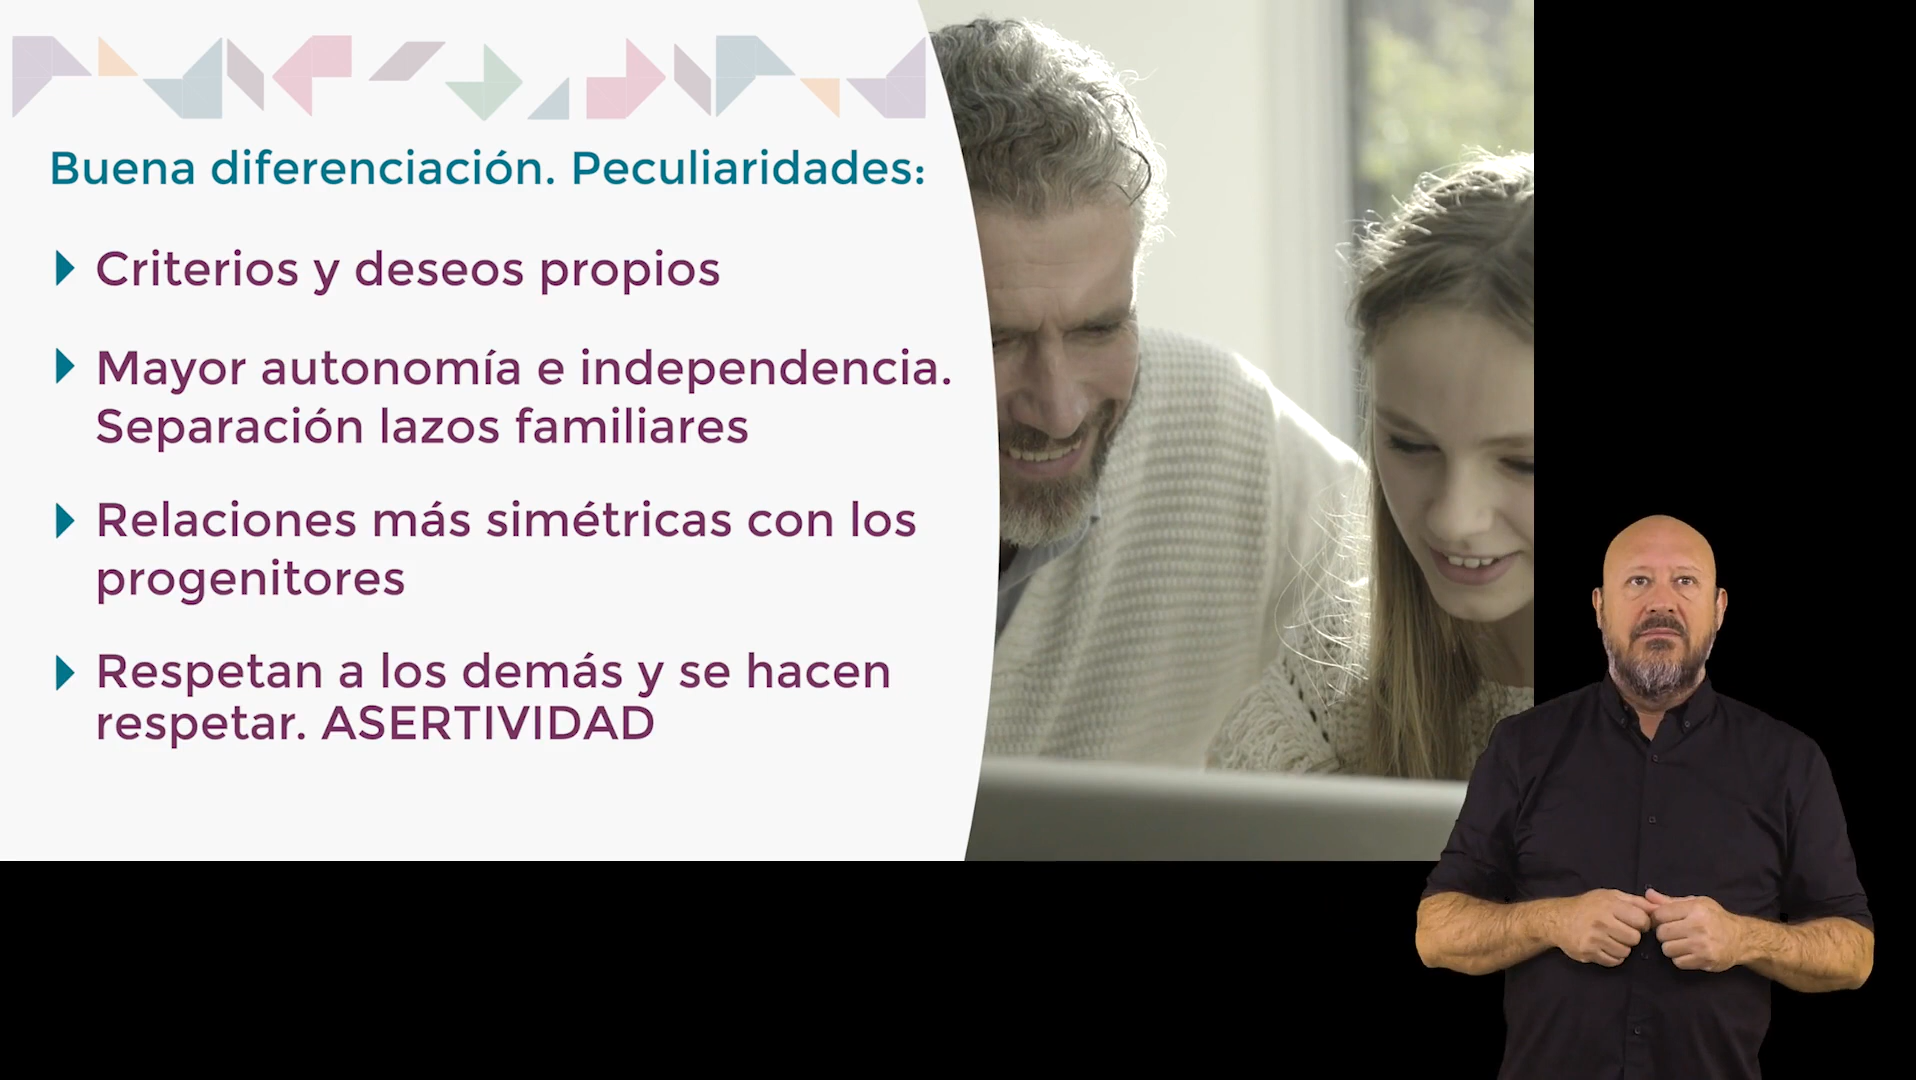 Buena diferenciación. Peculiaridades:
Criterios y deseos propios
Mayor autonomía e independencia.
Separación lazos familiares
Relaciones más simétricas con los
progenitores
Respetan a los demás y se hacen
respetar. ASERTIVIDAD